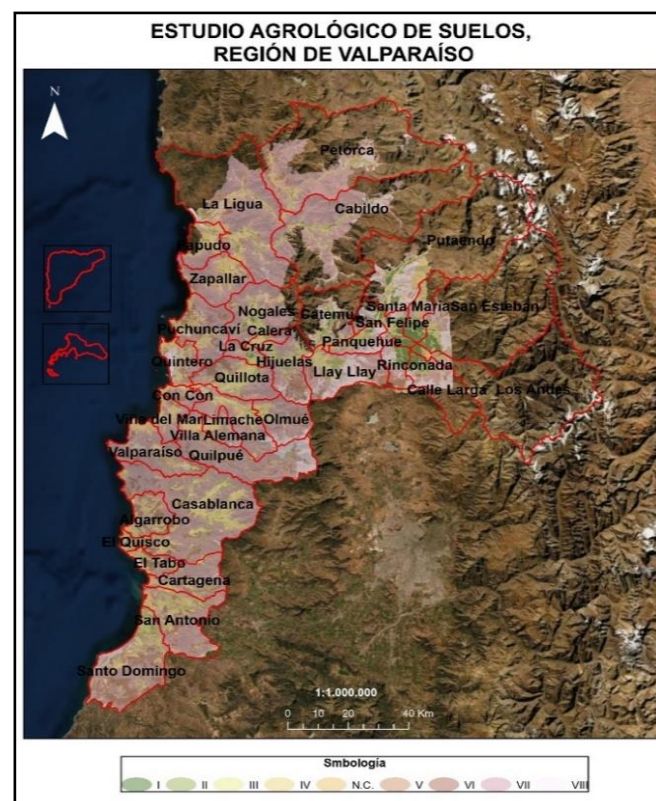 ESTUDIO AGROLÓGICO DE SUELOS,
REGIÓN DE VALPARAÍSO
N
Petorca
La Ligua
Cabildo
Papudo
Putaendo
Zapallar
Nogales
Catemu
Santa María
San Esteban
Puchuncaví
Calera
San Felipe
La Cruz
Panquehue
Quintero
Hijuelas
Rinconada
Quillota
Llay Llay
Calle Larga
Los Andes
Con Cón
Viña del Mar
Limache
Olmué
Villa Alemana
Valparaíso
Quilpué
Casablanca
Algarrobo
El Quisco
El Tabo
Cartagena
San Antonio
Santo Domingo
1:1.000.000
0 10 20 40 Km
Smbología
I II III IV N.C. V VI VII VIII